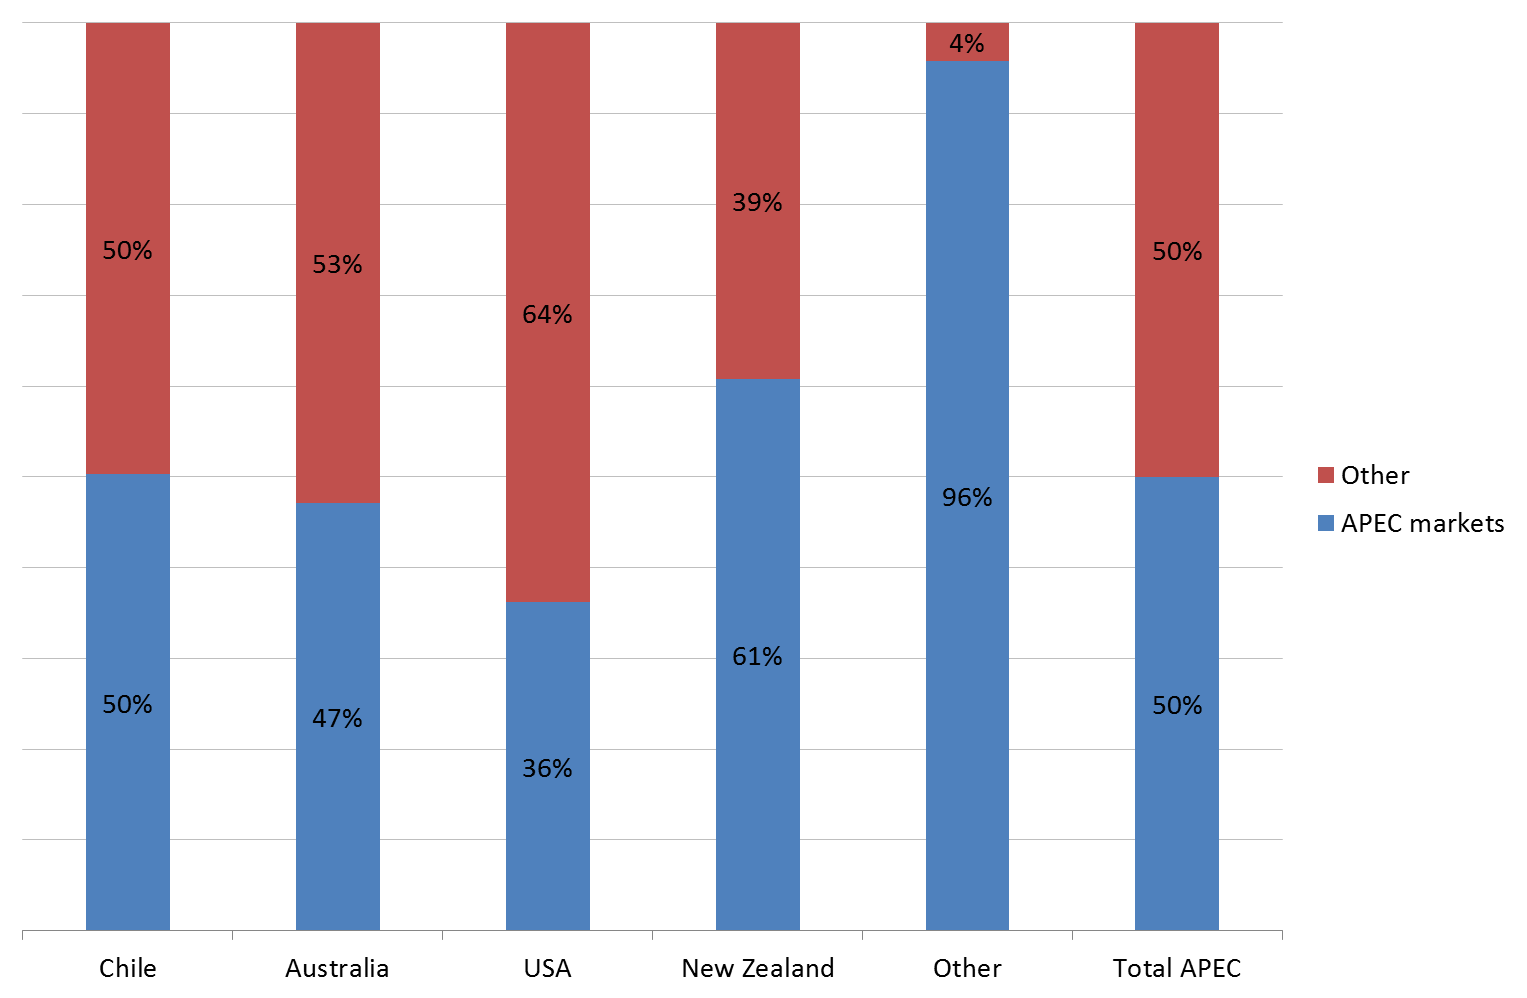 4%
39%
50%
50%
53%
64%
Other
96%
APEC markets
61%
50%
50%
47%
36%
Chile
Australia
USA
New Zealand
Other
Total APEC